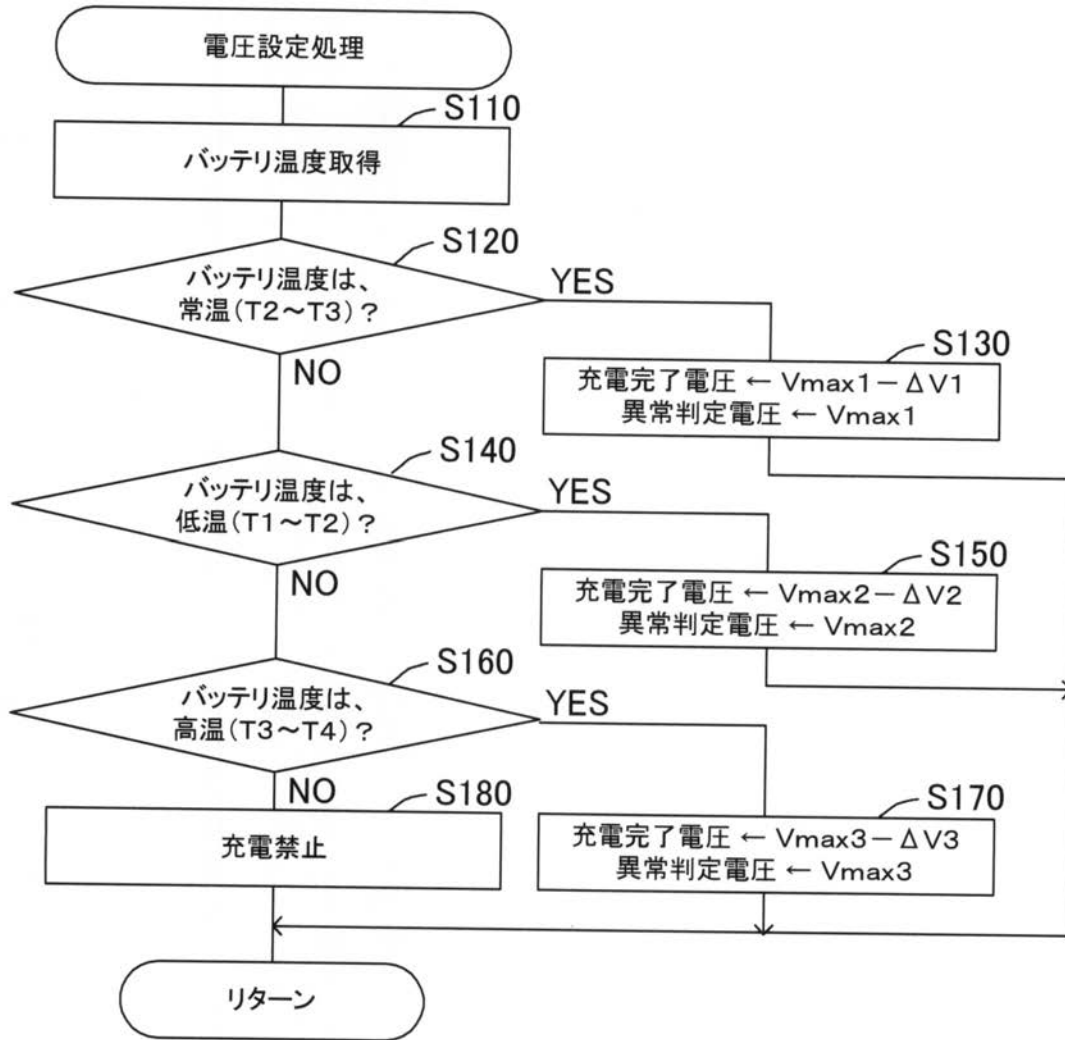 電圧設定処理
S110
バッテリ温度取得
S120
バッテリ温度は、
常温(T2~T3)?
YES
NO
S130
充電完了電圧 ← Vmax1-ΔV1
異常判定電圧 ← Vmax1
S140
バッテリ温度は、
低温(T1~T2)?
YES
NO
S150
充電完了電圧 ← Vmax2-ΔV2
異常判定電圧 ← Vmax2
S160
バッテリ温度は、
高温(T3~T4)?
YES
NO
S180
充電禁止
S170
充電完了電圧 ← Vmax3-ΔV3
異常判定電圧 ← Vmax3
リターン